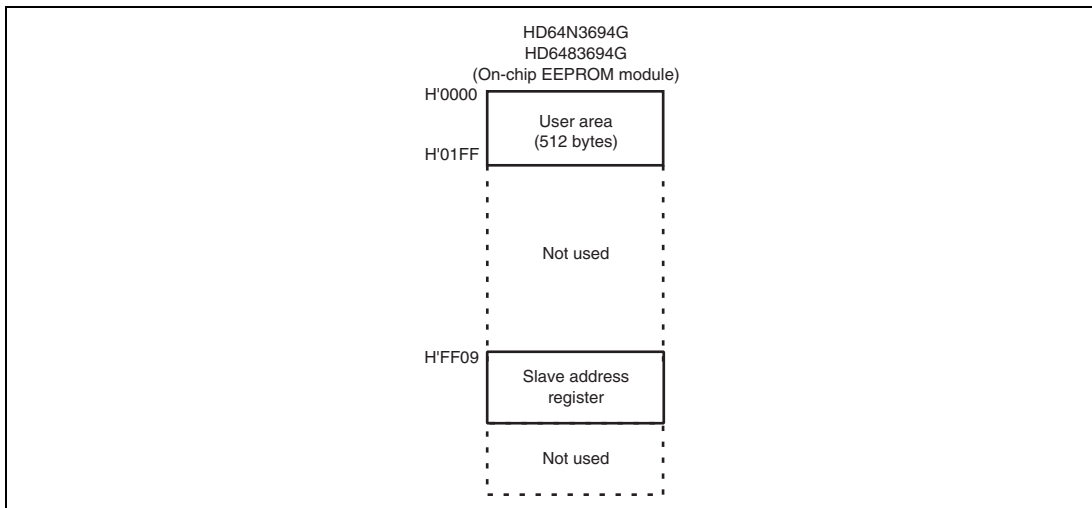 HD64N3694G
HD6483694G
(On-chip EEPROM module)
H'0000
User area
(512 bytes)
H'01FF
Not used
H'FF09
Slave address
register
Not used